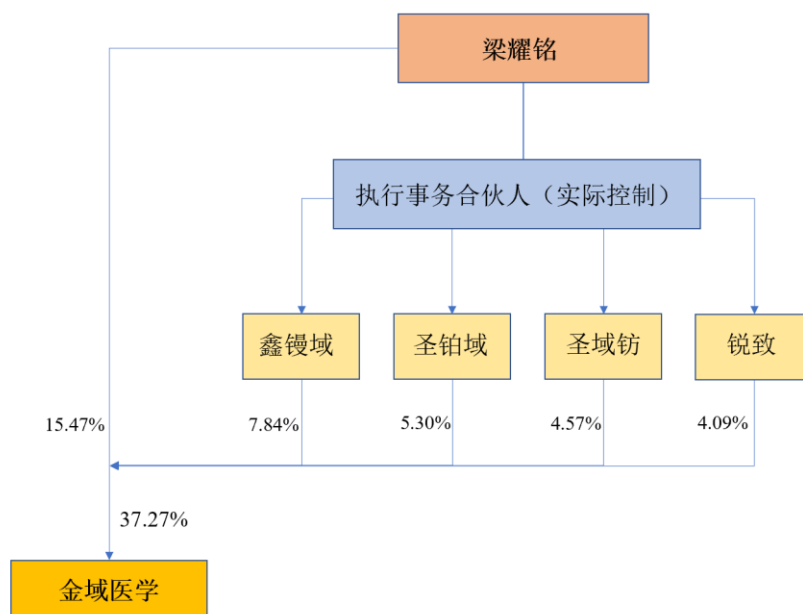 梁耀铭
执行事务合伙人（实际控制）
鑫镘域
圣铂域
圣域钫
锐致
15.47%
7.84%
5.30%
4.57%
4.09%
37.27%
金域医学